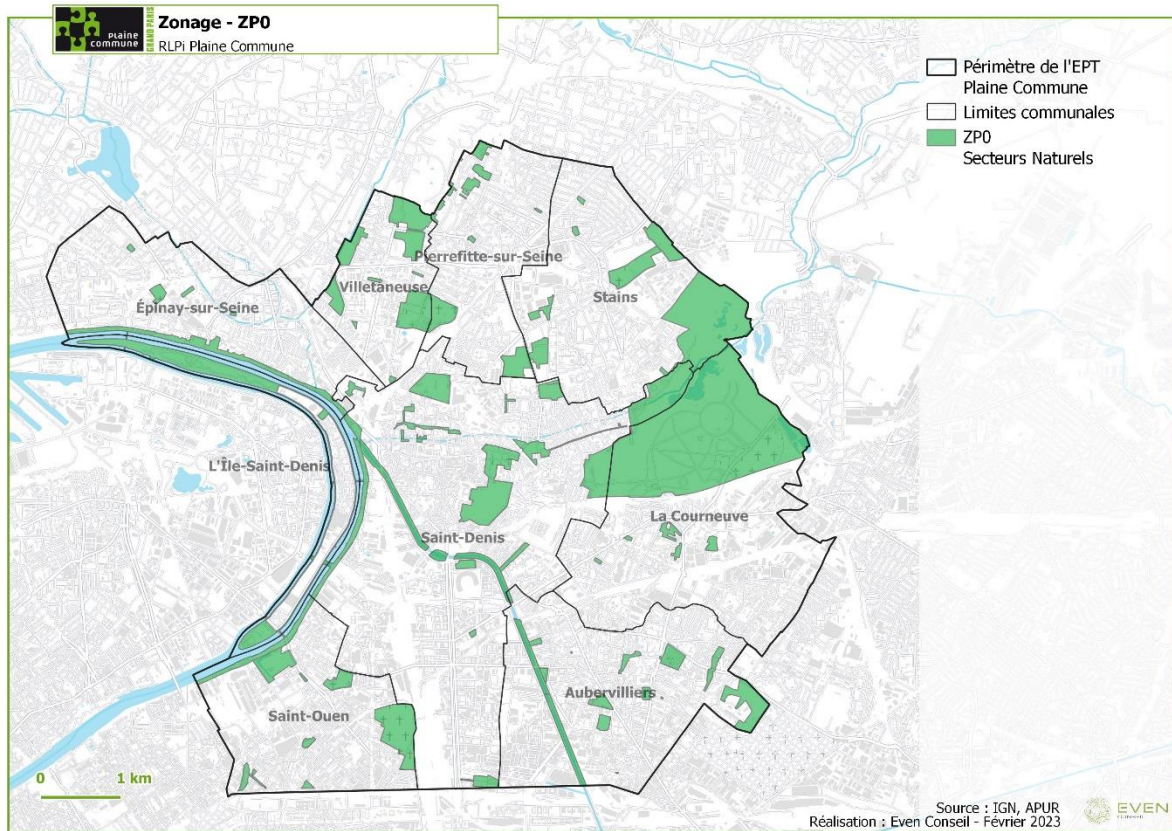 plaine
commune
GRAND PARIS
Zonage - ZP0
RLPi Plaine Commune
Périmètre de l'EPT
Plaine Commune
Limites communales
ZP0
Secteurs Naturels
Pierrefitte-sur-Seine
Villetaneuse
Stains
Épinay-sur-Seine
L'Île-Saint-Denis
La Courneuve
Saint-Denis
Aubervilliers
Saint-Ouen
0 1 km
Source : IGN, APUR
Réalisation : Even Conseil - Février 2023
EVEN